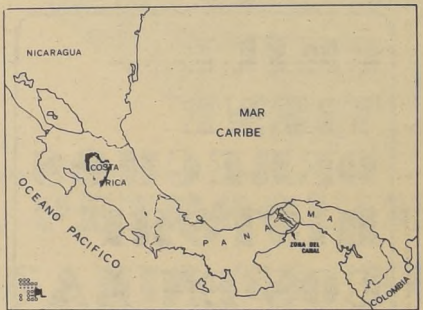 NICARAGUA
MAR
CARIBE
COSTA
RICA
OCEANO PACIFICO
PANAMA
ZONA DEL
CANAL
COLOMBIA